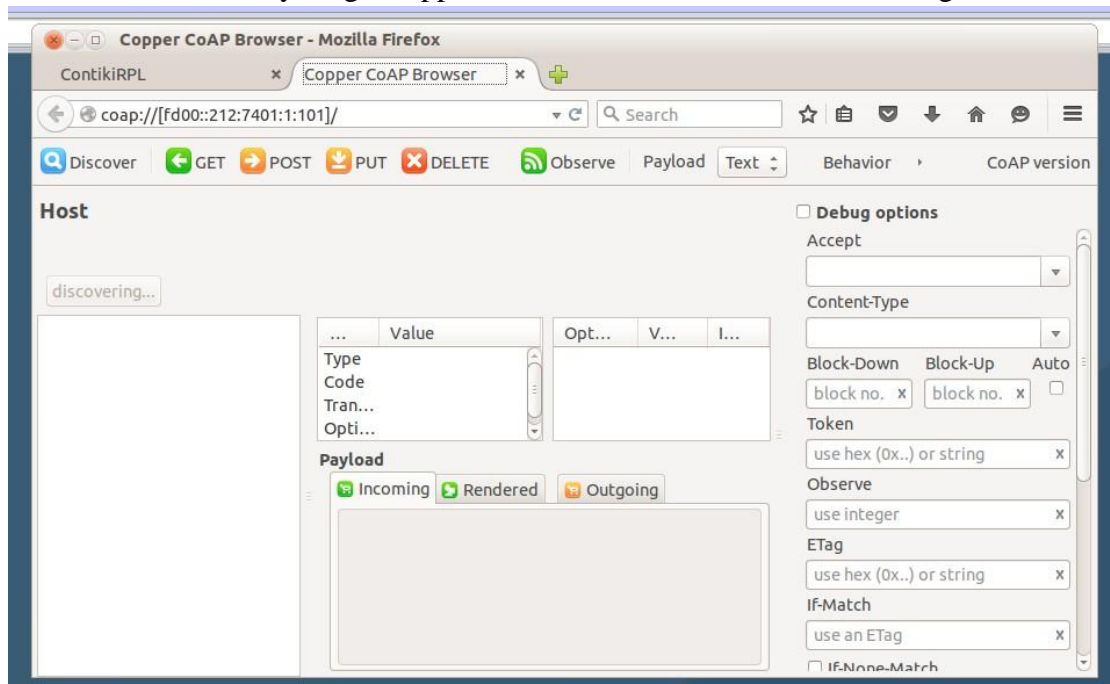 Copper CoAP Browser - Mozilla Firefox
ContikiRPL x Copper CoAP Browser x
coap://[fd00::212:7401:1:101]/ Search
Discover GET POST PUT DELETE Observe Payload Text Behavior CoAP version
Host
Debug options
Accept
discovering...
Content-Type
... Value Opt... V... I...
Type
Block-Down Block-Up Auto
Code
block no. x block no. x
Tran...
Opti...
Token
use hex (0x..) or string x
Payload
Incoming Rendered Outgoing
Observe
use integer x
ETag
use hex (0x..) or string x
If-Match
use an ETag x
If-None-Match